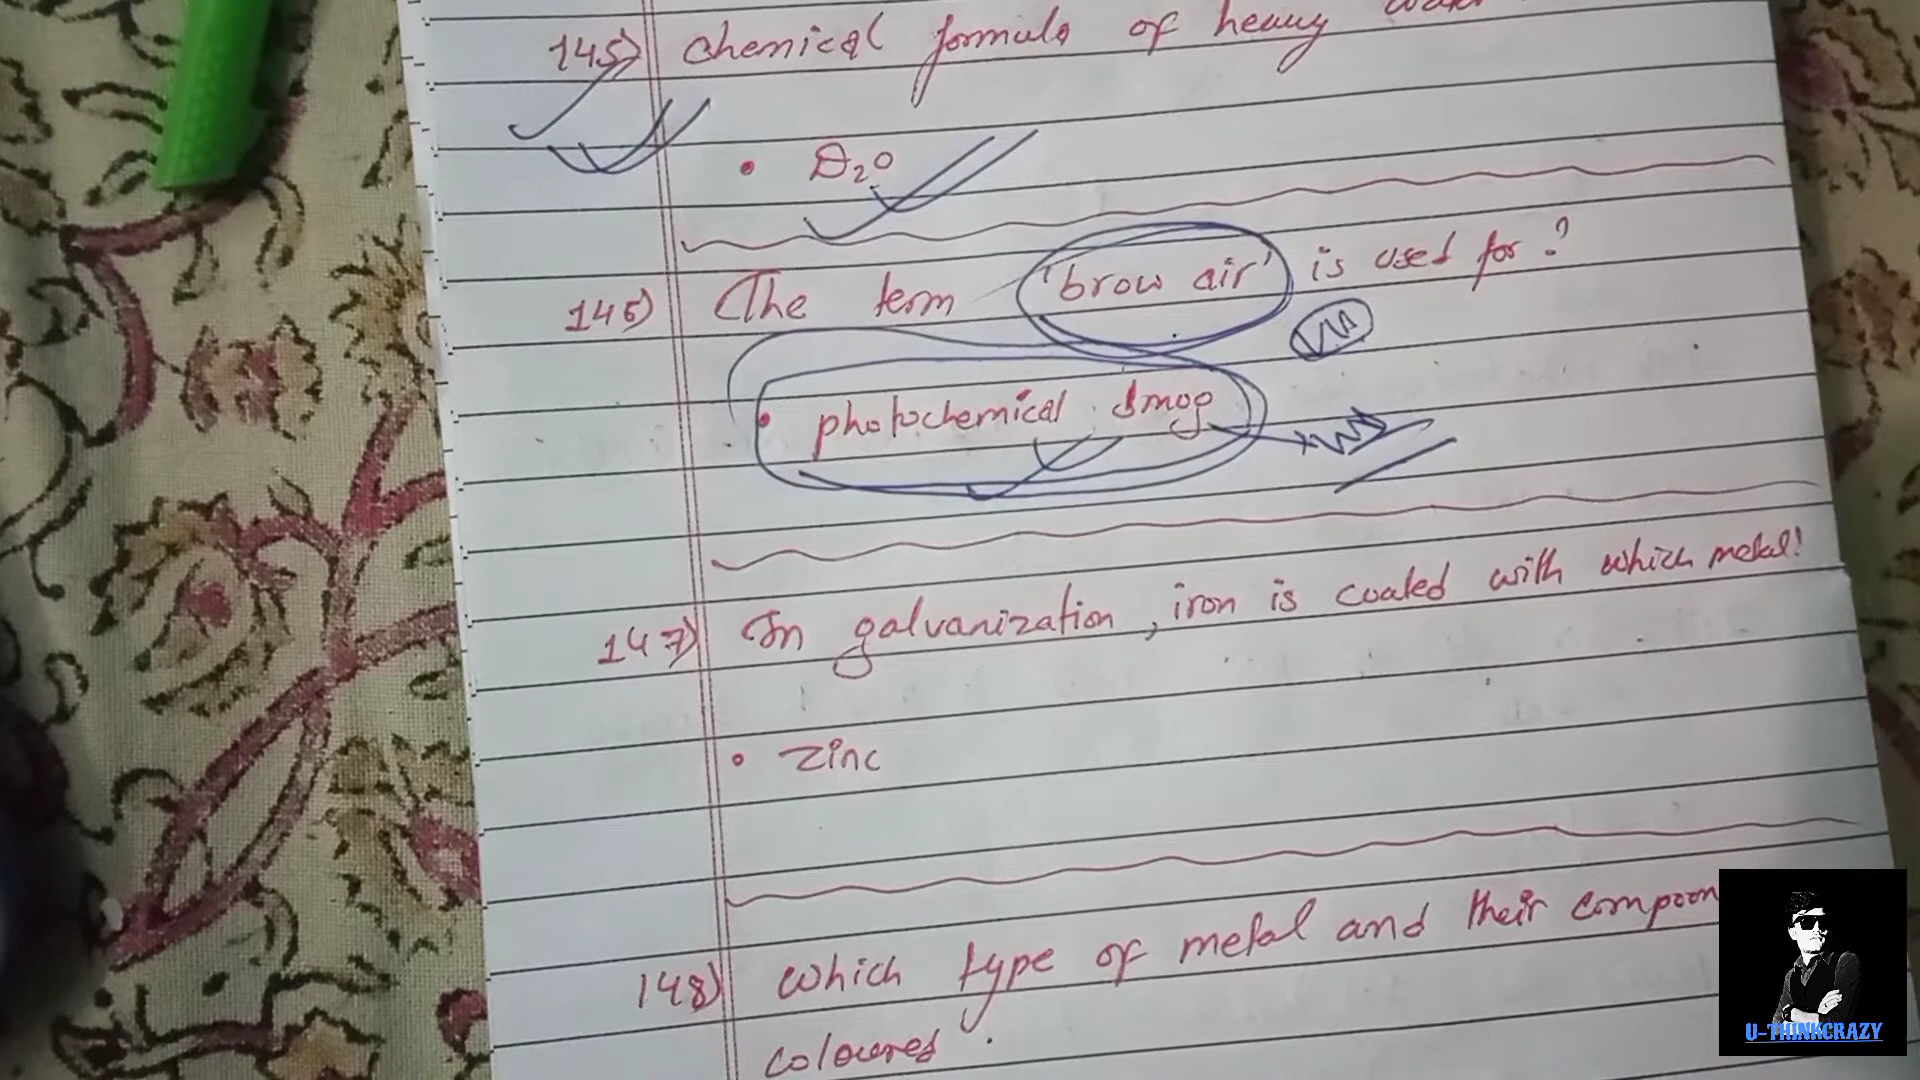 145) Chemical formula of heavy
• D₂O
146) The term 'brow air' is used for?
• photochemical smog
147) In galvanization, iron is coated with which metal!
• Zinc
148) Which type of metal and their compoun
coloured.
U-THINKCRAZY